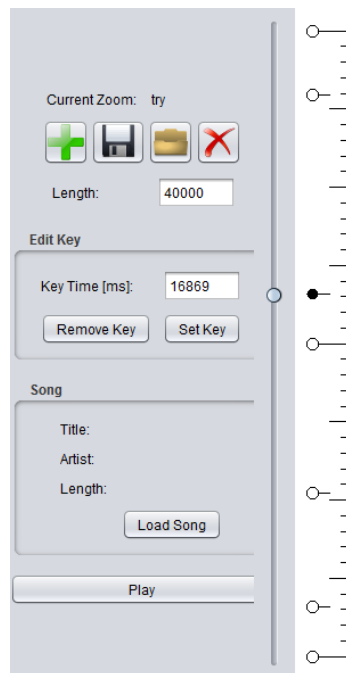 Current Zoom: try
Length: 40000
Edit Key
Key Time [ms]: 16869
Remove Key Set Key
Song
Title:
Artist:
Length:
Load Song
Play